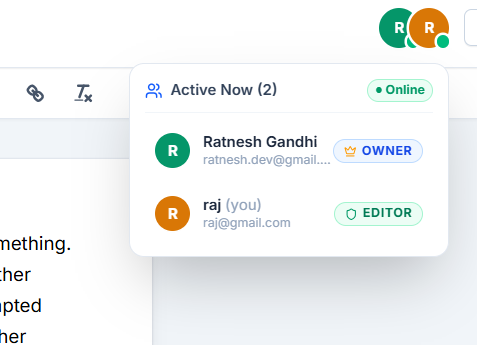 R R
Active Now (2) Online
R Ratnesh Gandhi OWNER
ratnesh.dev@gmail....
R raj (you) EDITOR
raj@gmail.com
mething.
ther
pted
her